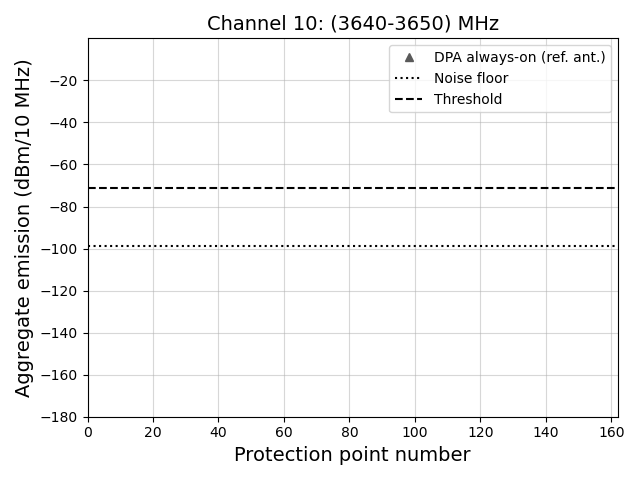 Channel 10: (3640-3650) MHz
DPA always-on (ref. ant.)
Noise floor
Threshold
Aggregate emission (dBm/10 MHz)
−20
−40
−60
−80
−100
−120
−140
−160
−180
0 20 40 60 80 100 120 140 160
Protection point number